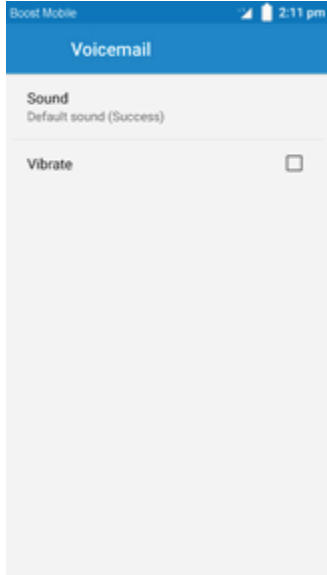 Boost Mobile 2:11 pm
Voicemail
Sound
Default sound (Success)
Vibrate